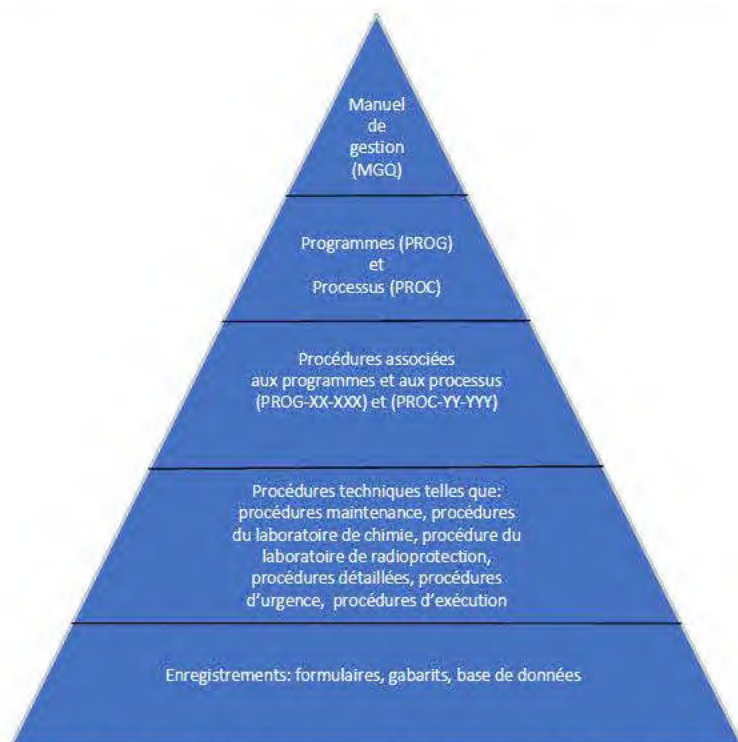 Manuel
de
gestion
(MGQ)
Programmes (PROG)
et
Processus (PROC)
Procédures associées
aux programmes et aux processus
(PROG-XX-XXX) et (PROC-YY-YYY)
Procédures techniques telles que:
procédures maintenance, procédures
du laboratoire de chimie, procédure du
laboratoire de radioprotection,
procédures détaillées, procédures
d'urgence, procédures d'exécution
Enregistrements: formulaires, gabarits, base de données